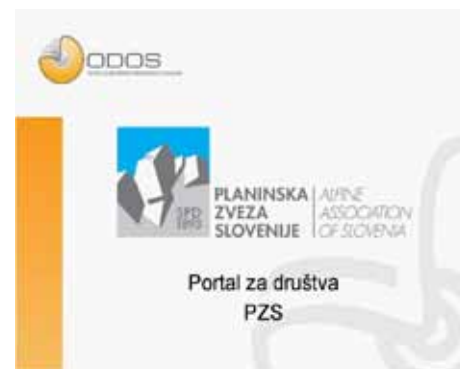 ODOS
SPD
1893
PLANINSKA
ZVEZA
SLOVENIJE
ALPINE
ASSOCIATION
OF SLOVENIA
Portal za društva
PZS